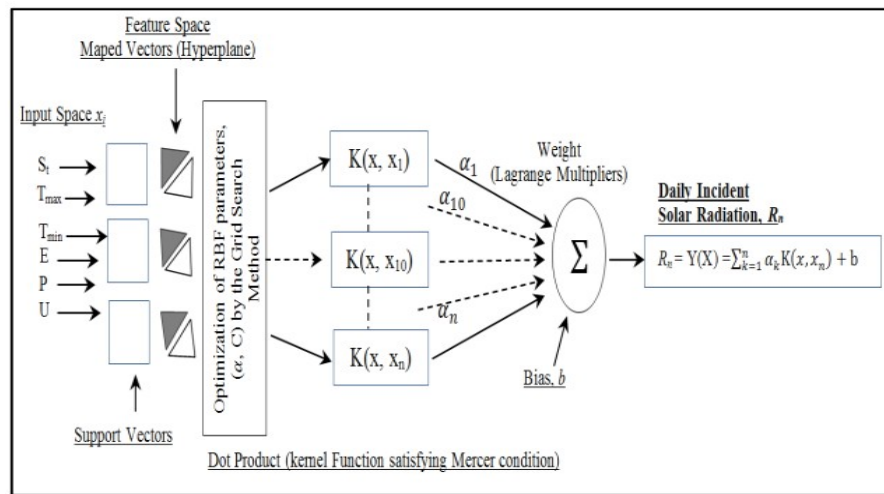 Feature Space
Maped Vectors (Hyperplane)
Input Space xᵢ
Sₜ
Tₘₐₓ
Tₘᵢₙ
E
P
U
Support Vectors
Optimization of RBF parameters,
(α, C) by the Grid Search
Method
K(x, x₁)
K(x, x₁₀)
K(x, xₙ)
α₁
α₁₀
αₙ
Weight
(Lagrange Multipliers)
Σ
Bias, b
Daily Incident
Solar Radiation, Rₙ
Rₙ = Y(X) = ∑ⁿₖ₌₁ αₖ K(x, xₙ) + b
Dot Product (kernel Function satisfying Mercer condition)